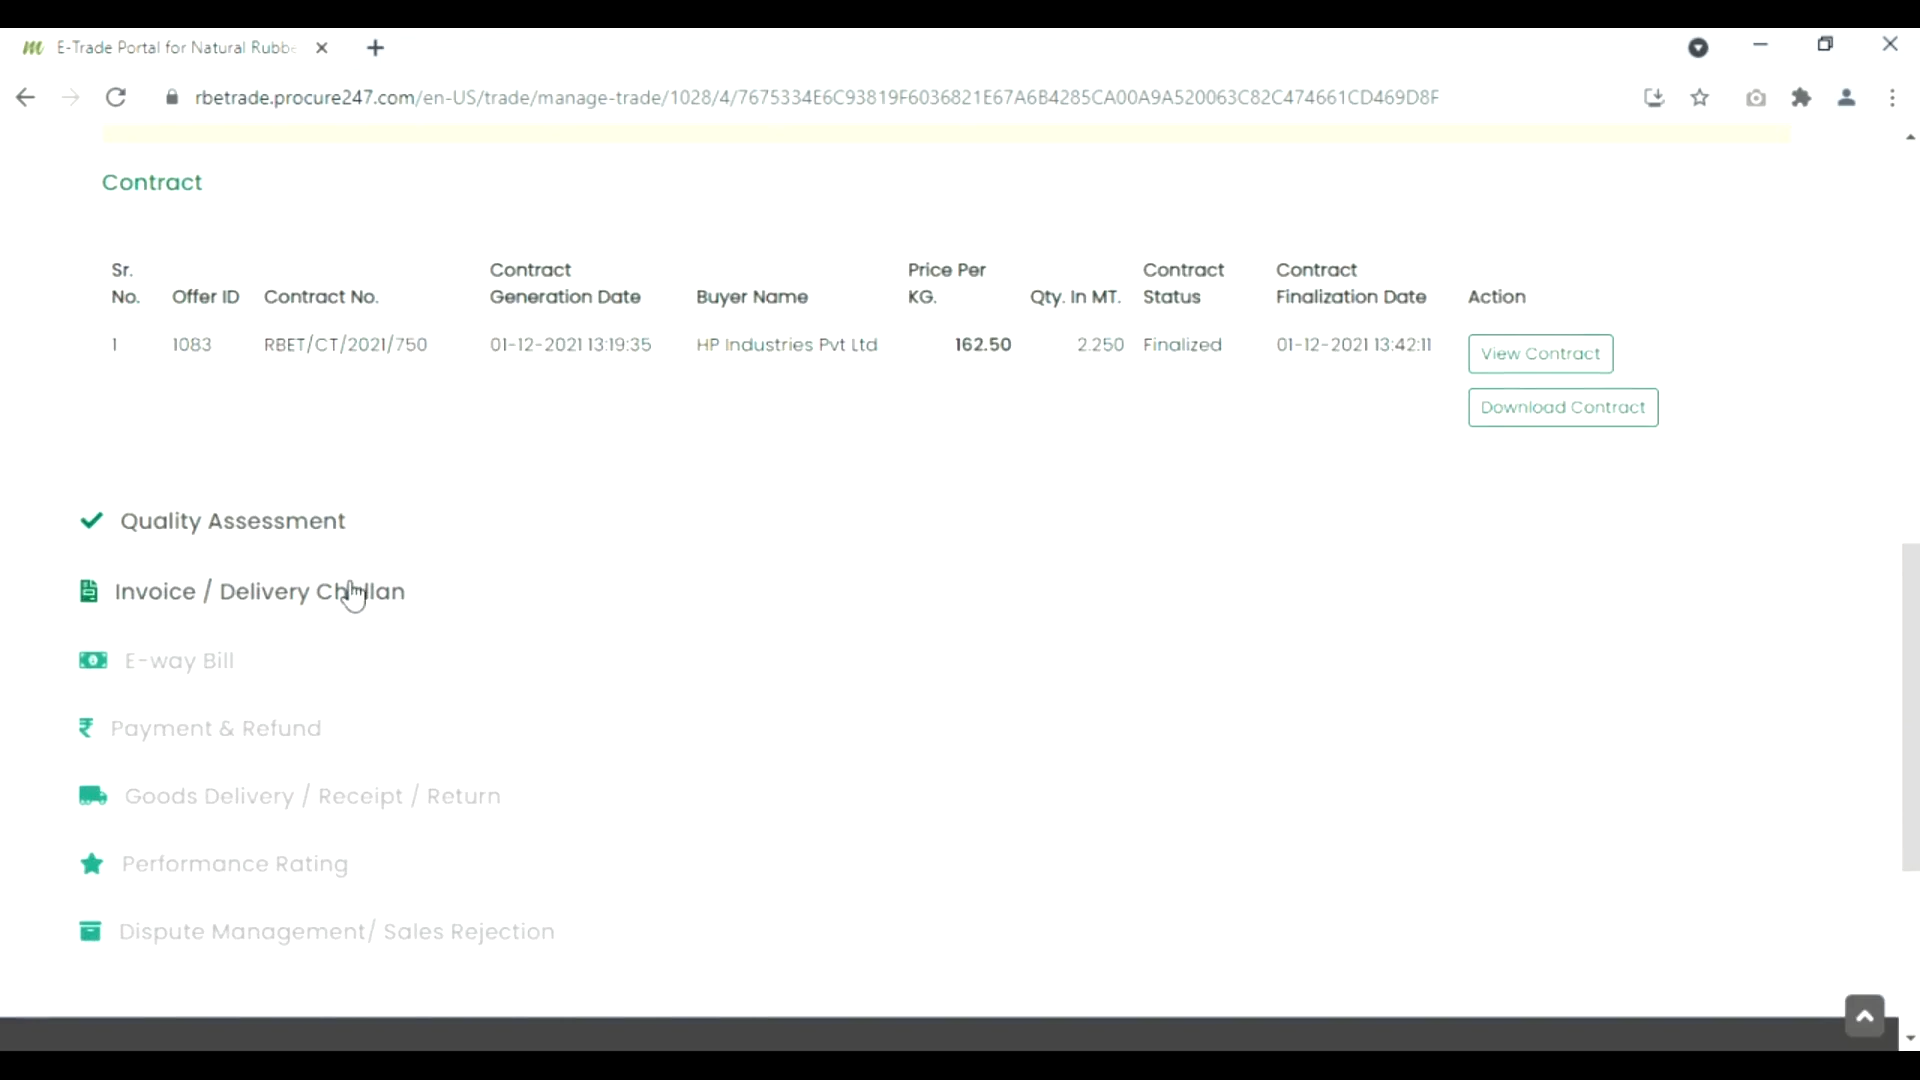 m E-Trade Portal for Natural Rubbe
rbetrade.procure247.com/en-US/trade/manage-trade/1028/4/7675334E6C93819F6036821E67A6B4285CA00A9A520063C82C474661CD469D8F
Contract
Sr. No. Offer ID Contract No. Contract Generation Date Buyer Name Price Per KG. Qty. In MT. Contract Status Contract Finalization Date Action
1 1083 RBET/CT/2021/750 01-12-2021 13:19:35 HP Industries Pvt Ltd 162.50 2.250 Finalized 01-12-2021 13:42:11 View Contract
Download Contract
Quality Assessment
Invoice / Delivery Challan
E-way Bill
₹ Payment & Refund
Goods Delivery / Receipt / Return
Performance Rating
Dispute Management/ Sales Rejection